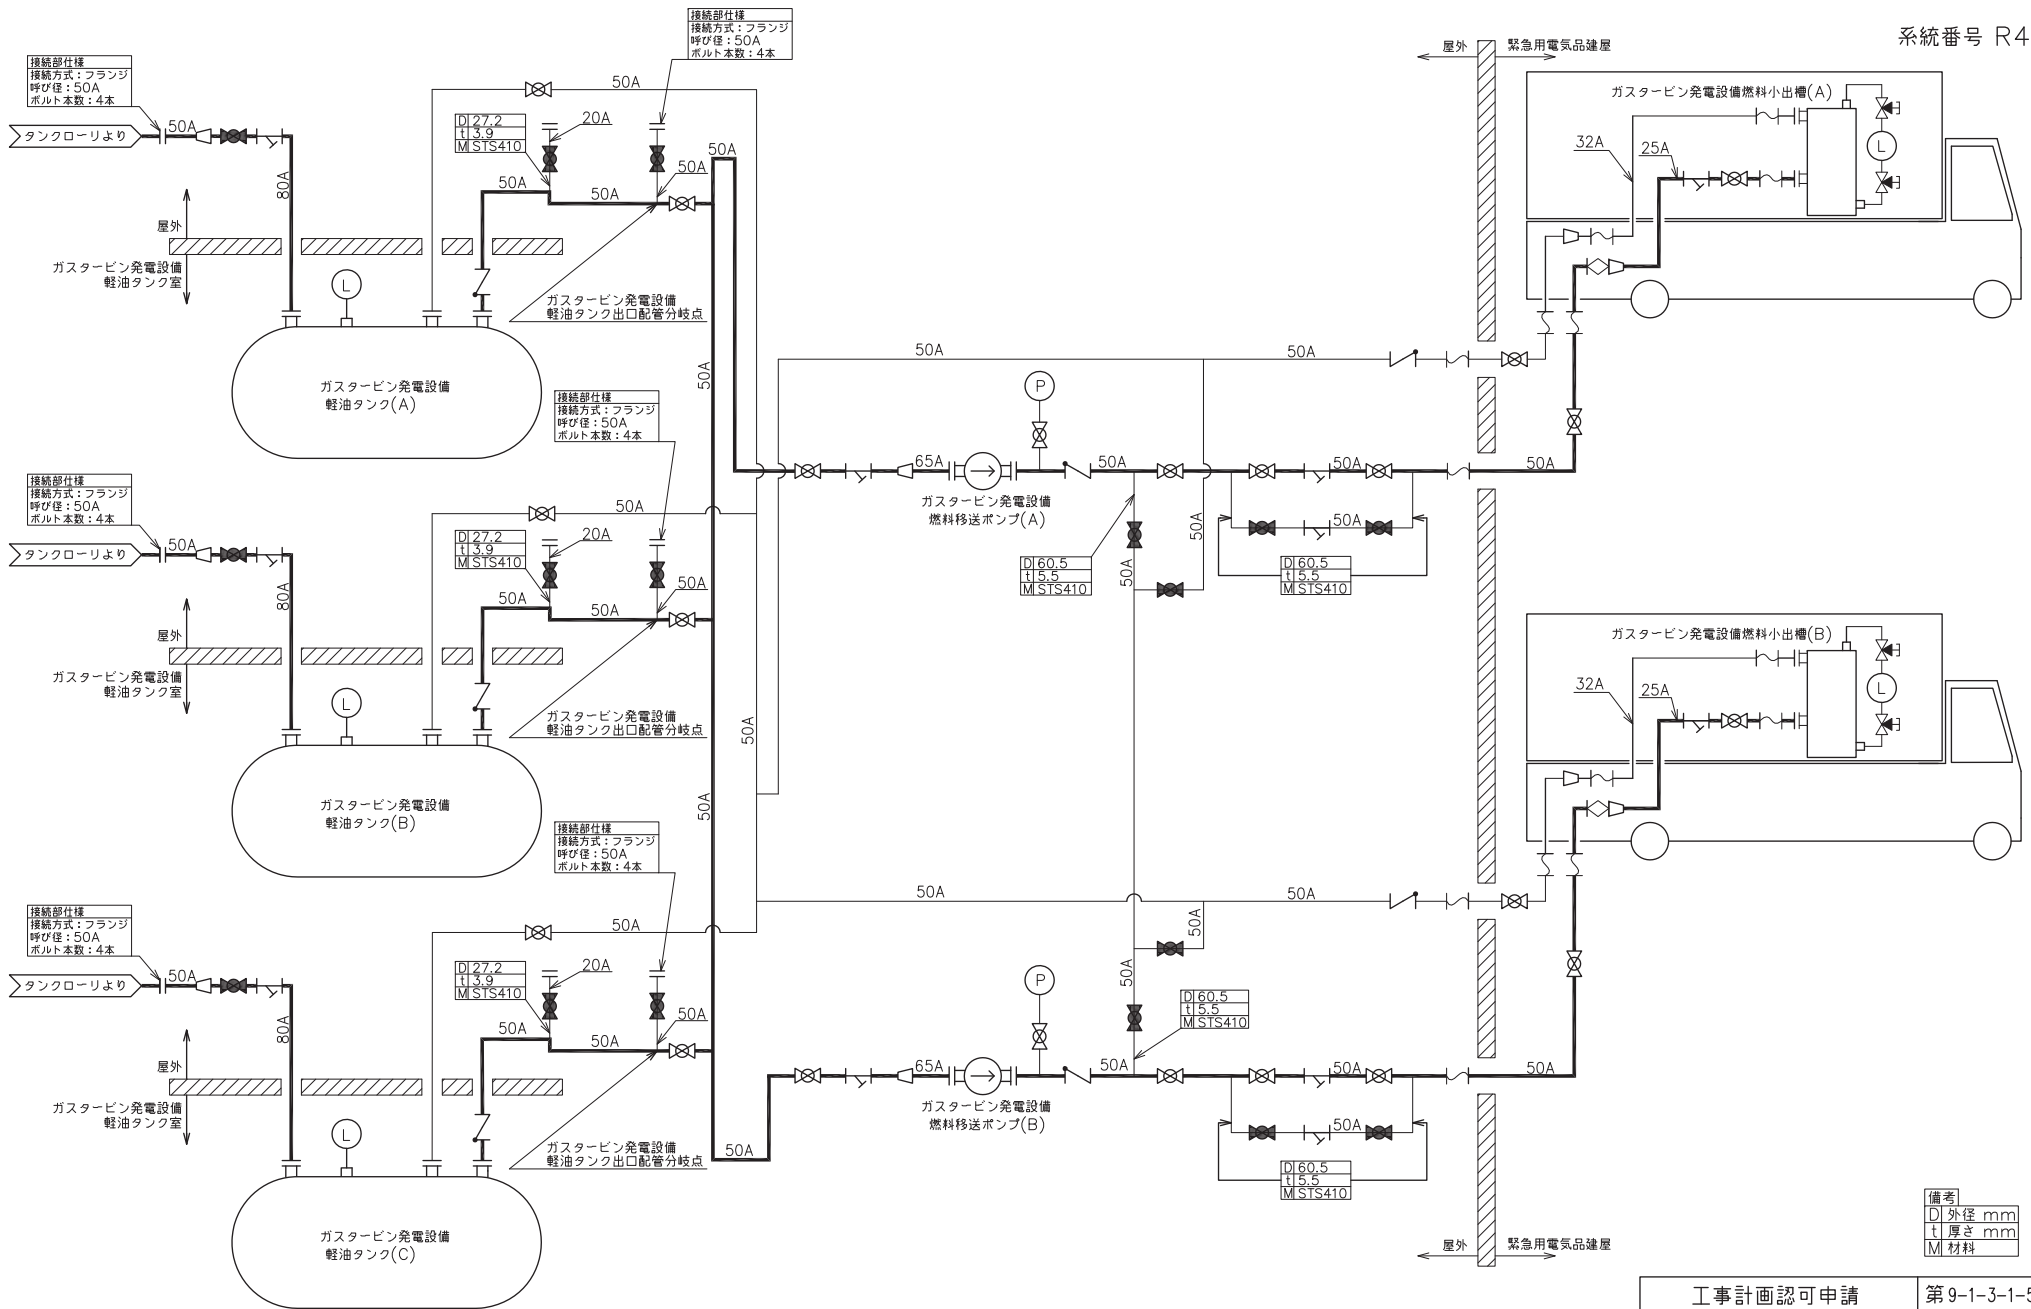 系統番号 R4
接続部仕様
接続方式：フランジ
呼び径：50A
ボルト本数：4本
屋外
緊急用電気品建屋
接続部仕様
接続方式：フランジ
呼び径：50A
ボルト本数：4本
タンクローリより
50A
80A
50A
D 27.2
t 3.9
M STS410
20A
50A
50A
50A
50A
屋外
ガスタービン発電設備
軽油タンク室
L
ガスタービン発電設備
軽油タンク出口配管分岐点
ガスタービン発電設備
軽油タンク(A)
50A
ガスタービン発電設備燃料小出槽(A)
32A
25A
L
50A
50A
P
65A
50A
50A
50A
ガスタービン発電設備
燃料移送ポンプ(A)
50A
50A
50A
D 60.5
t 5.5
M STS410
D 60.5
t 5.5
M STS410
接続部仕様
接続方式：フランジ
呼び径：50A
ボルト本数：4本
接続部仕様
接続方式：フランジ
呼び径：50A
ボルト本数：4本
タンクローリより
50A
80A
50A
D 27.2
t 3.9
M STS410
20A
50A
50A
50A
屋外
ガスタービン発電設備
軽油タンク室
L
ガスタービン発電設備
軽油タンク出口配管分岐点
ガスタービン発電設備
軽油タンク(B)
50A
50A
ガスタービン発電設備燃料小出槽(B)
32A
25A
L
接続部仕様
接続方式：フランジ
呼び径：50A
ボルト本数：4本
接続部仕様
接続方式：フランジ
呼び径：50A
ボルト本数：4本
タンクローリより
50A
80A
50A
D 27.2
t 3.9
M STS410
20A
50A
50A
50A
屋外
ガスタービン発電設備
軽油タンク室
L
ガスタービン発電設備
軽油タンク出口配管分岐点
ガスタービン発電設備
軽油タンク(C)
50A
50A
50A
50A
50A
P
D 60.5
t 5.5
M STS410
65A
50A
50A
50A
ガスタービン発電設備
燃料移送ポンプ(B)
50A
50A
D 60.5
t 5.5
M STS410
屋外
緊急用電気品建屋
備考
D 外径 mm
t 厚さ mm
M 材料
工事計画認可申請
第9-1-3-1-5